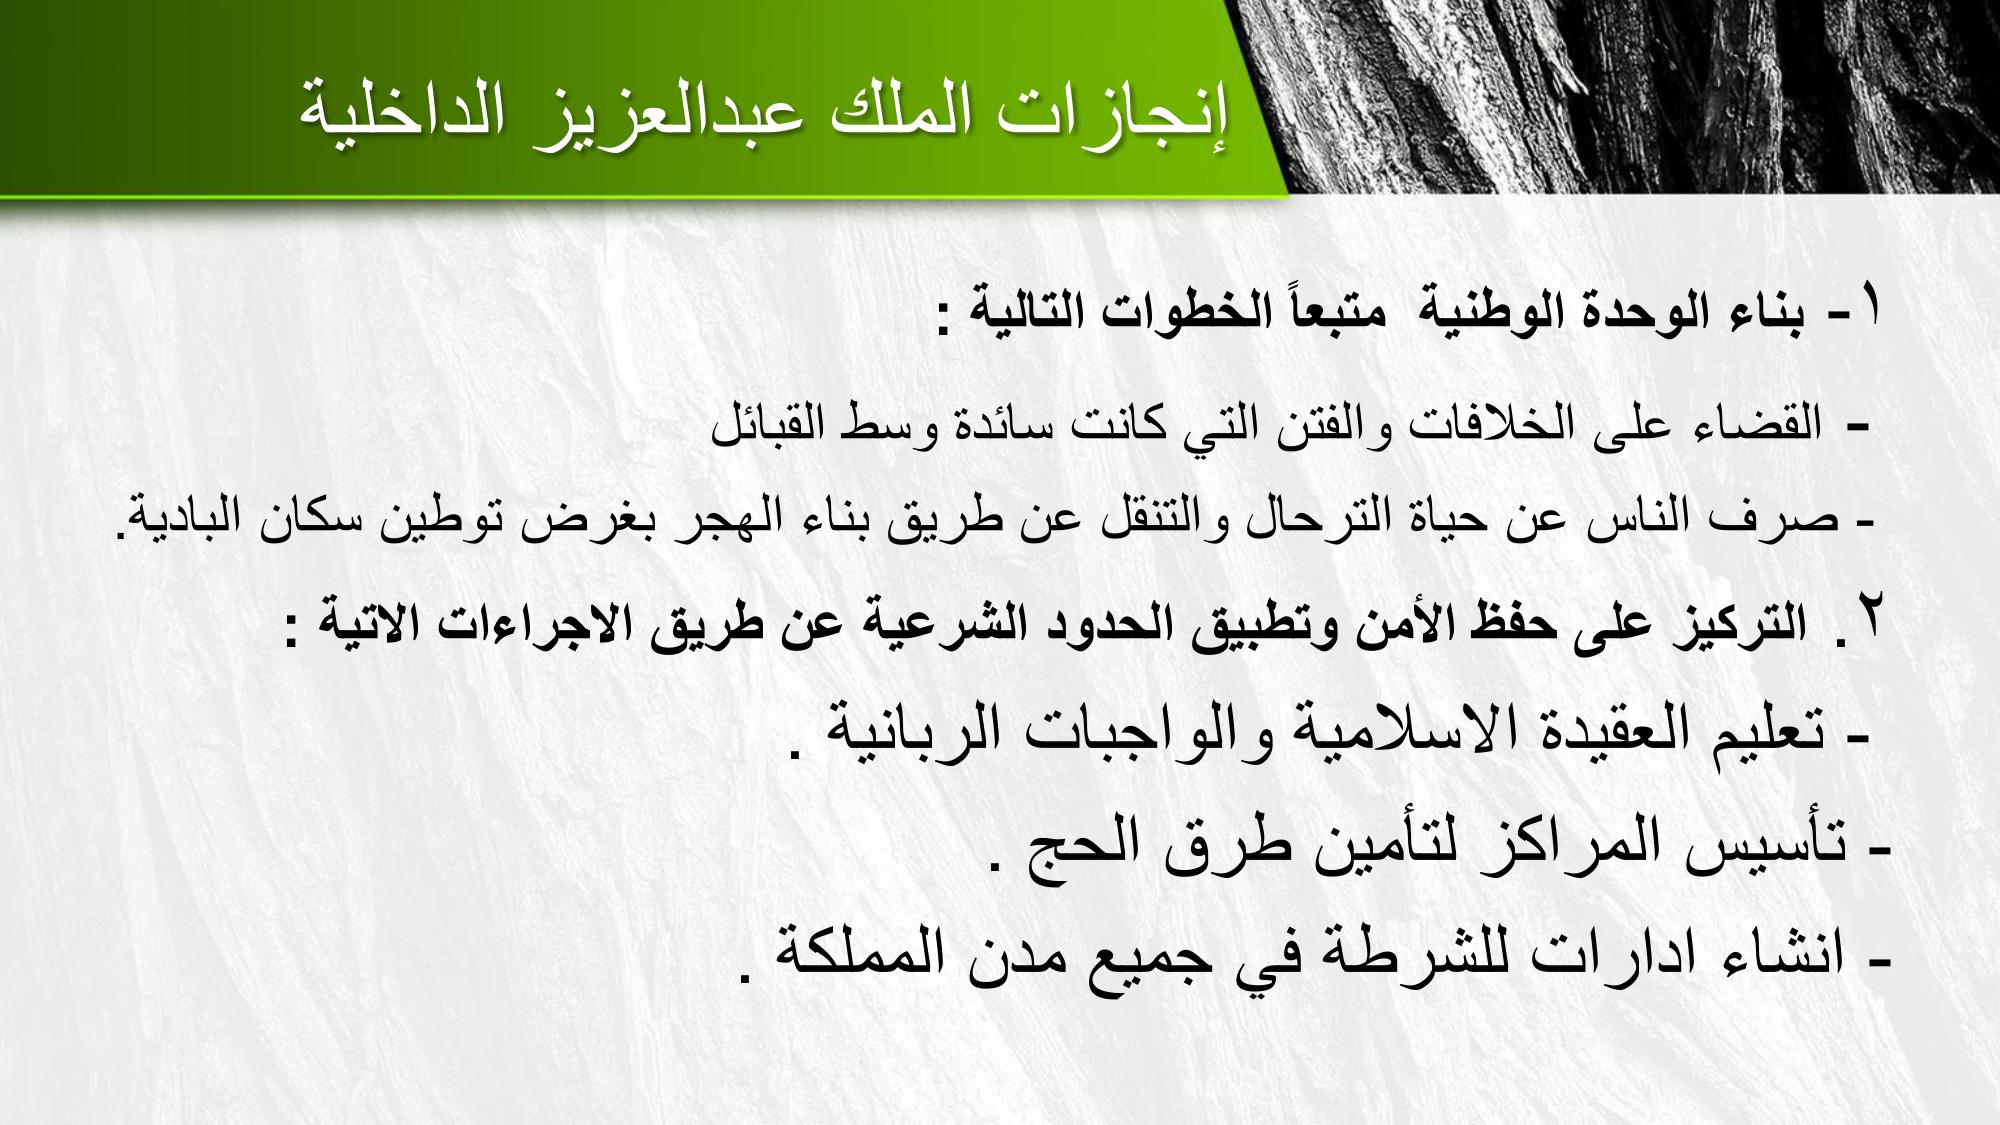 إنجازات الملك عبدالعزيز الداخلية
١- بناء الوحدة الوطنية متبعاً الخطوات التالية :
- القضاء على الخلافات والفتن التي كانت سائدة وسط القبائل
- صرف الناس عن حياة الترحال والتنقل عن طريق بناء الهجر بغرض توطين سكان البادية.
٢. التركيز على حفظ الأمن وتطبيق الحدود الشرعية عن طريق الاجراءات الاتية :
- تعليم العقيدة الاسلامية والواجبات الربانية .
- تأسيس المراكز لتأمين طرق الحج .
- انشاء ادارات للشرطة في جميع مدن المملكة .